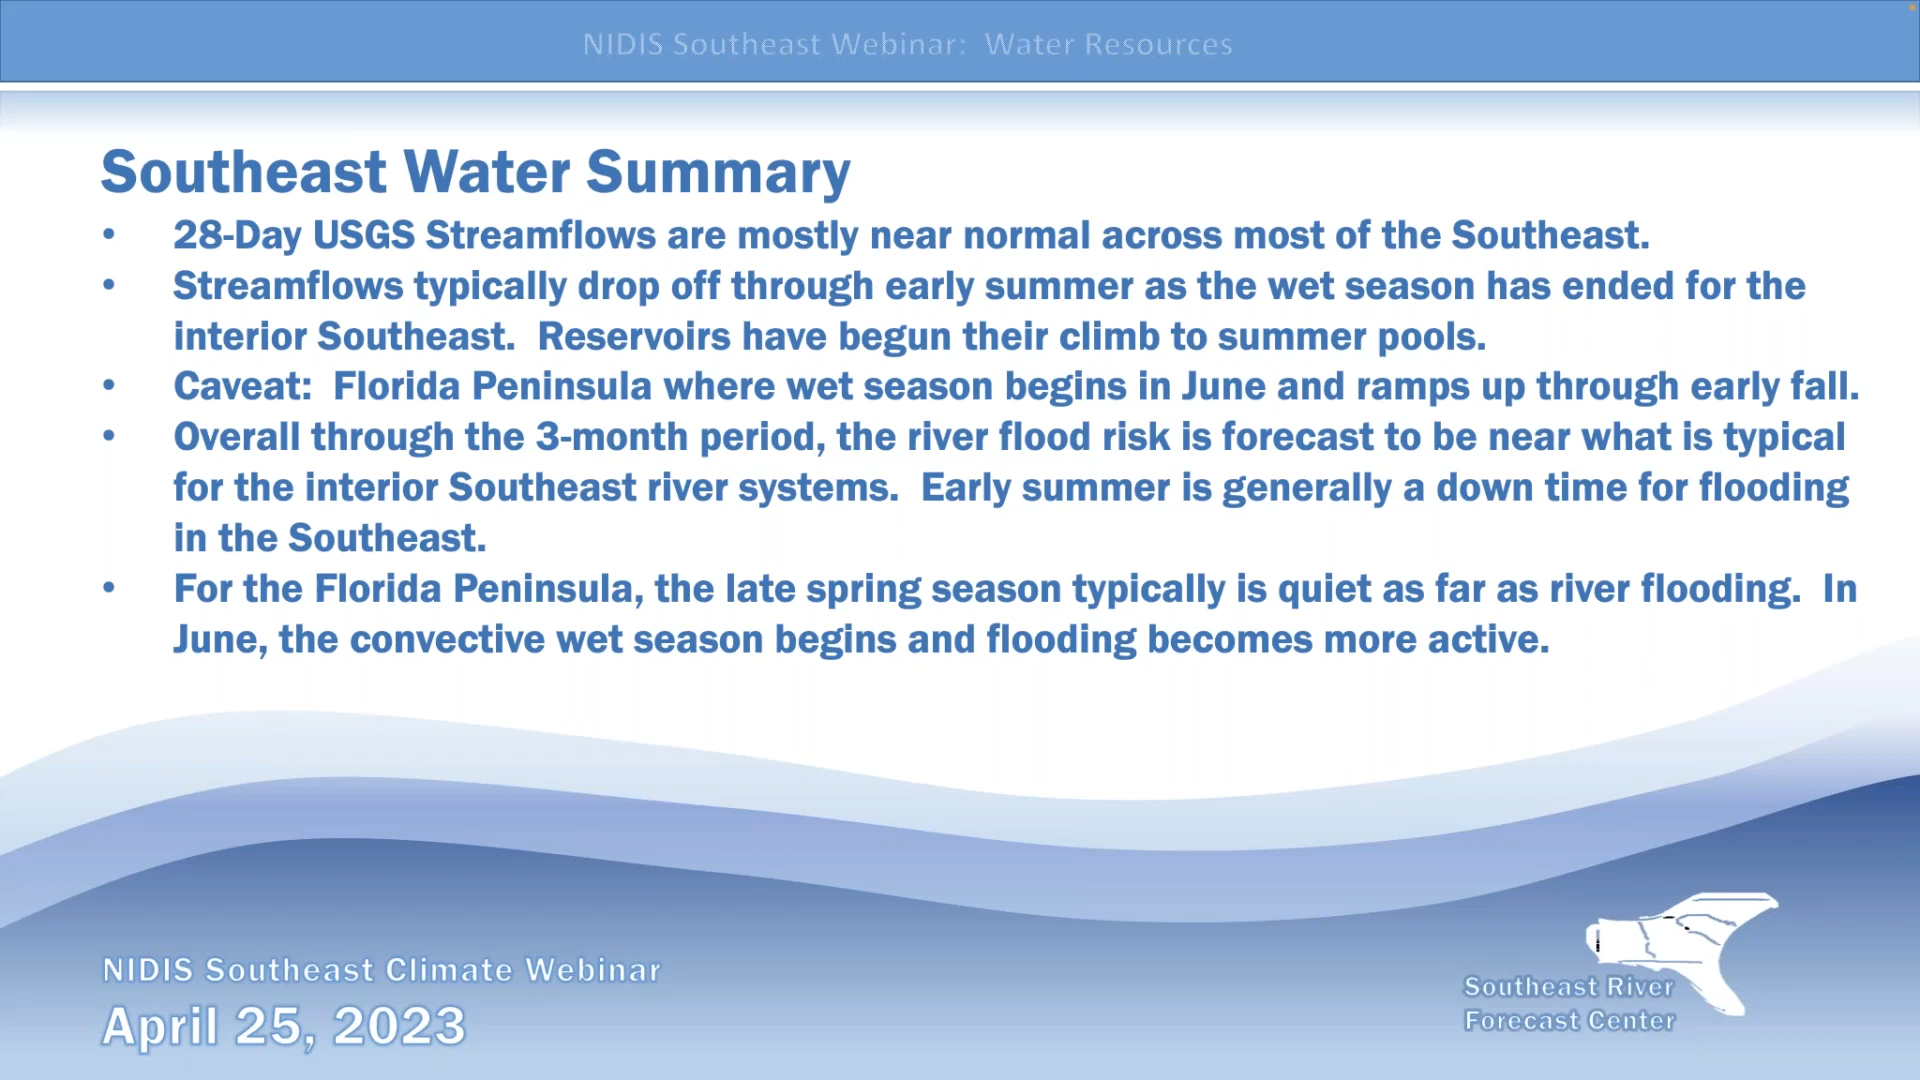 NIDIS Southeast Webinar:  Water Resources
Southeast Water Summary
• 28-Day USGS Streamflows are mostly near normal across most of the Southeast.
• Streamflows typically drop off through early summer as the wet season has ended for the
interior Southeast.  Reservoirs have begun their climb to summer pools.
• Caveat:  Florida Peninsula where wet season begins in June and ramps up through early fall.
• Overall through the 3-month period, the river flood risk is forecast to be near what is typical
for the interior Southeast river systems.  Early summer is generally a down time for flooding
in the Southeast.
• For the Florida Peninsula, the late spring season typically is quiet as far as river flooding.  In
June, the convective wet season begins and flooding becomes more active.
NIDIS Southeast Climate Webinar
April 25, 2023
Southeast River
Forecast Center